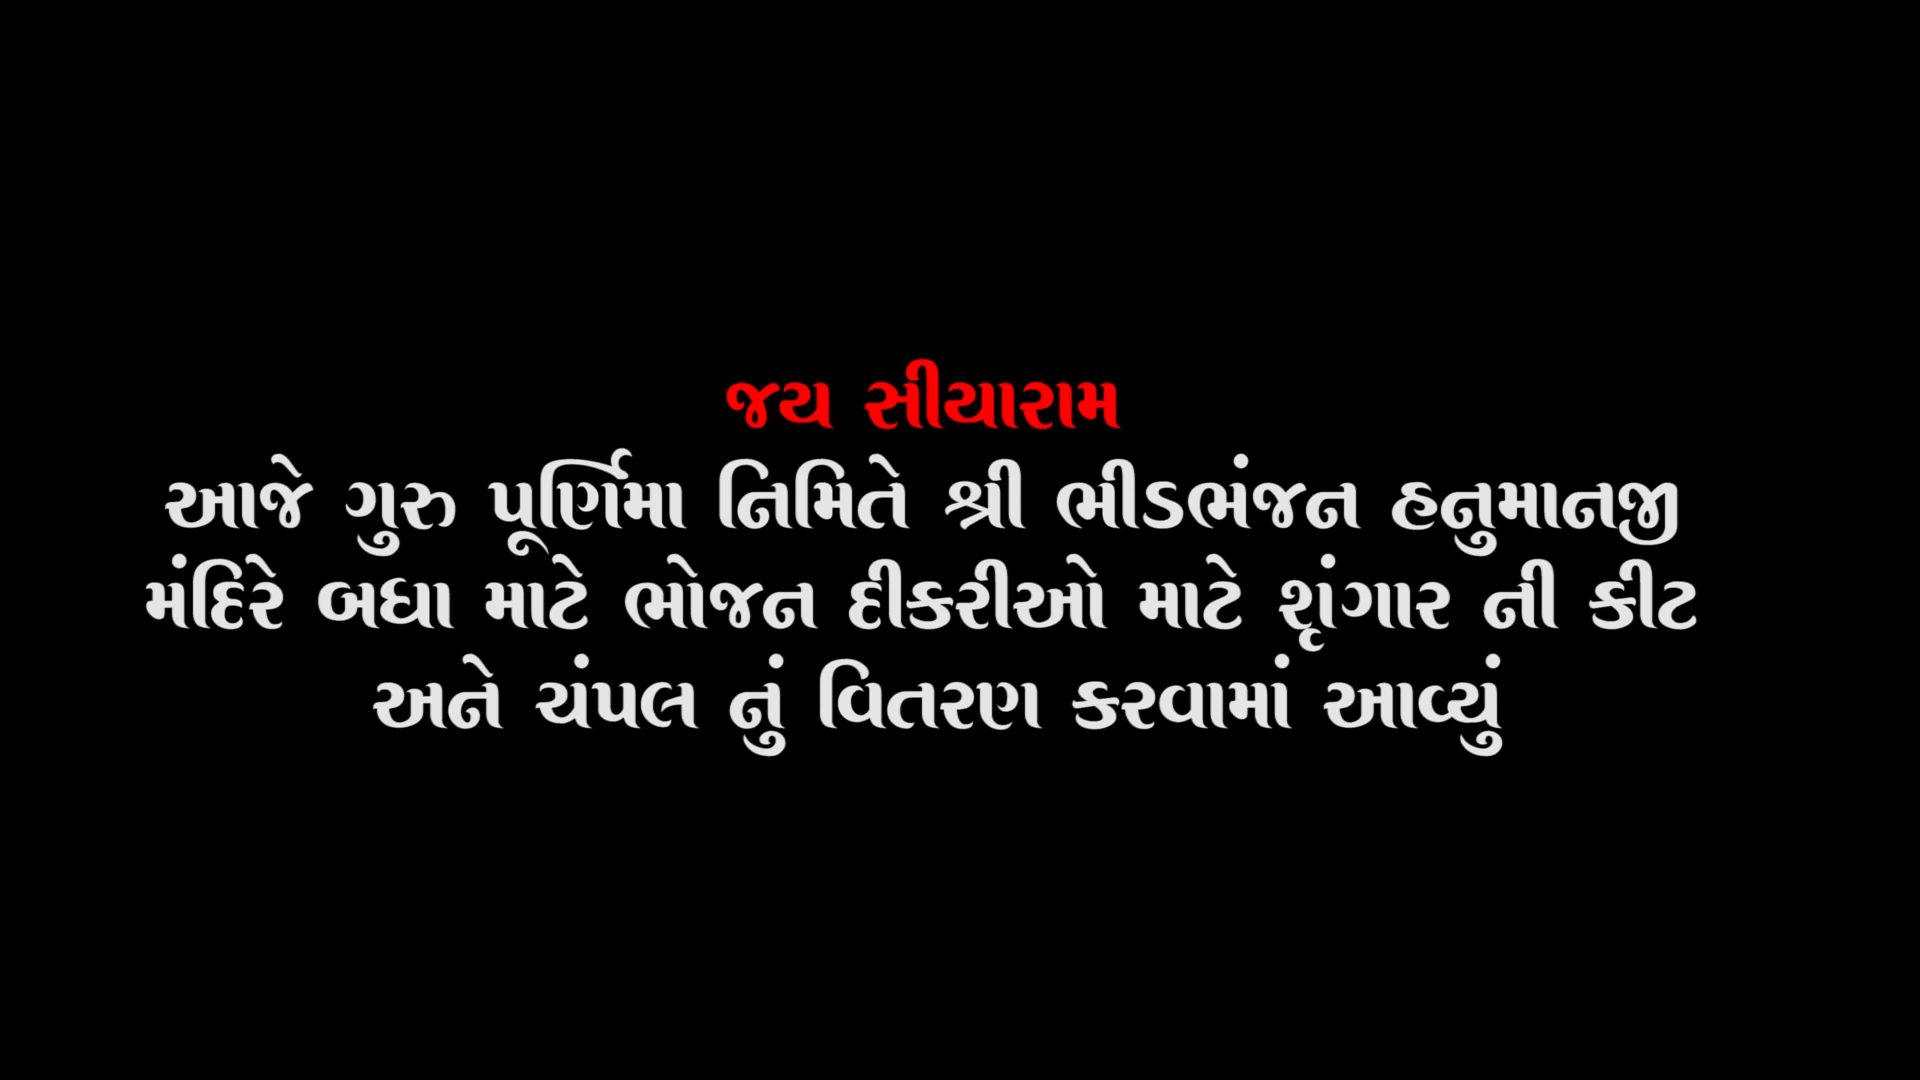 જય સીયારામ
આજે ગુરુ પૂર્ણિમા નિમિતે શ્રી ભીડભંજન હનુમાનજી
મંદિરે બધા માટે ભોજન દીકરીઓ માટે શૃંગાર ની કીટ
અને ચંપલ નું વિતરણ કરવામાં આવ્યું